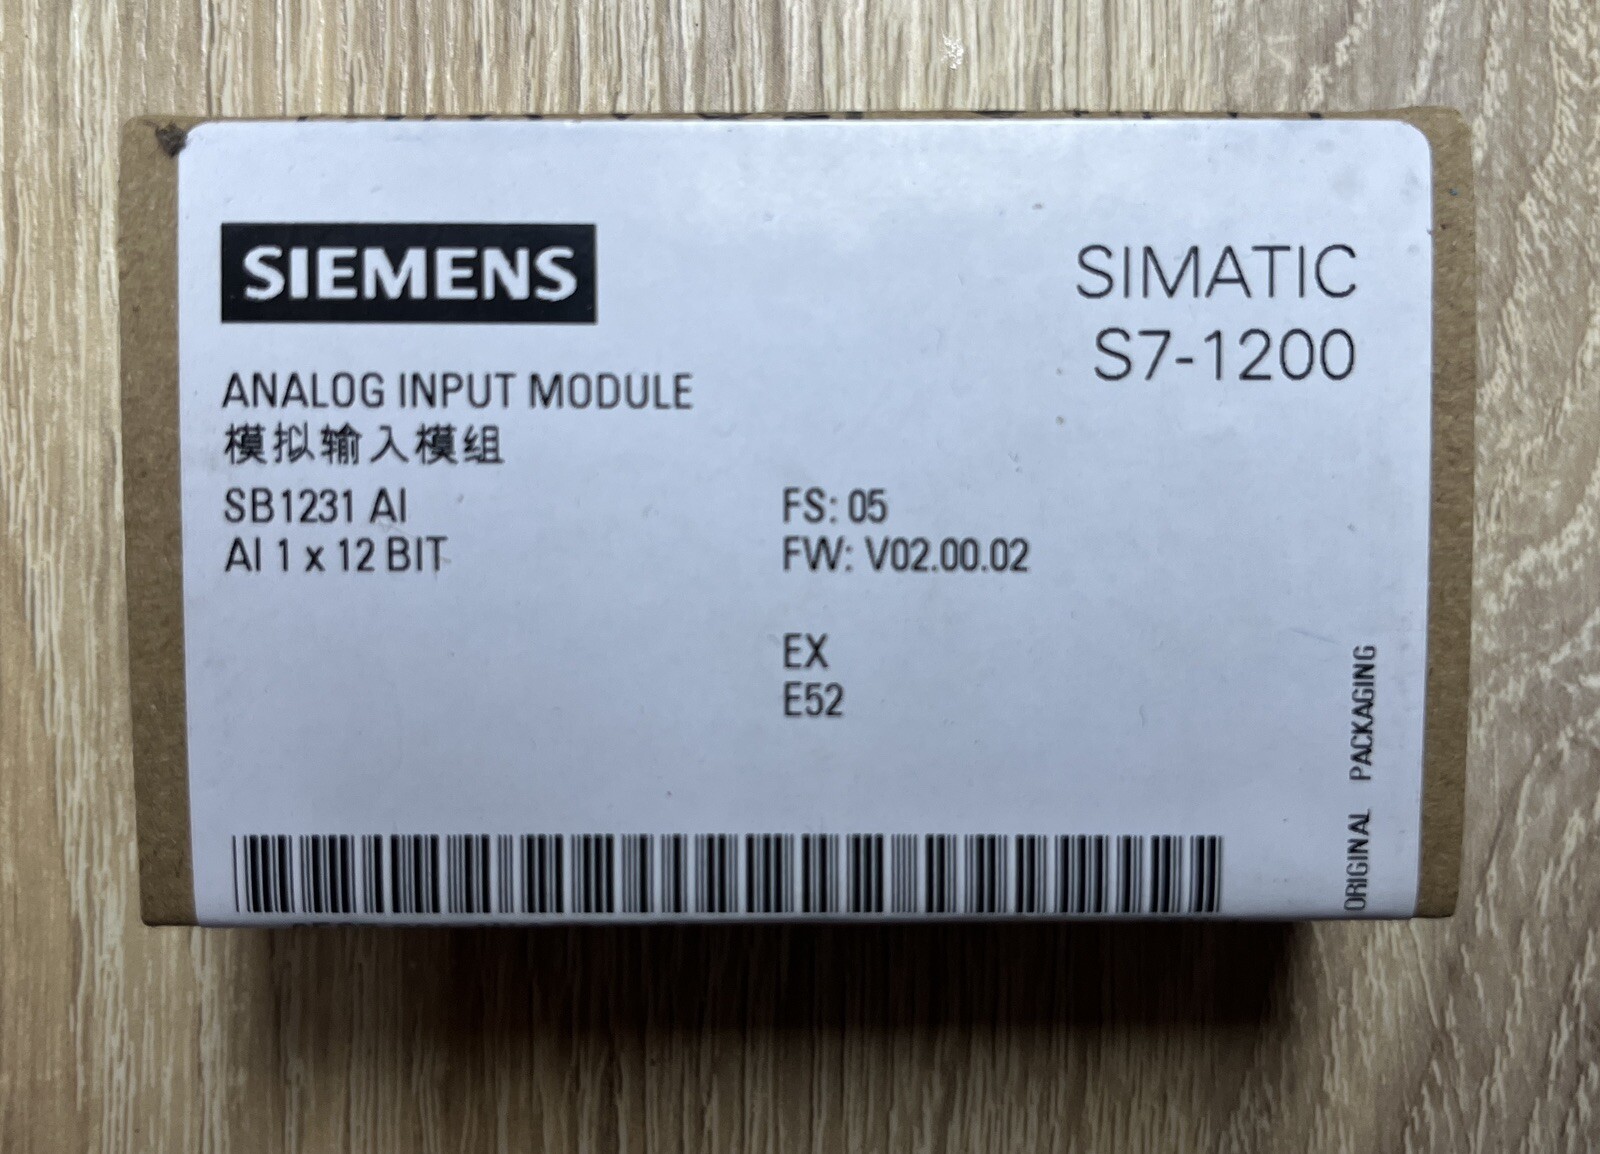 SIEMENS
SIMATIC
S7-1200
ANALOG INPUT MODULE
模拟输入模组
SB1231 AI
AI 1 x 12 BIT
FS: 05
FW: V02.00.02
EX
E52
ORIGINAL PACKAGING